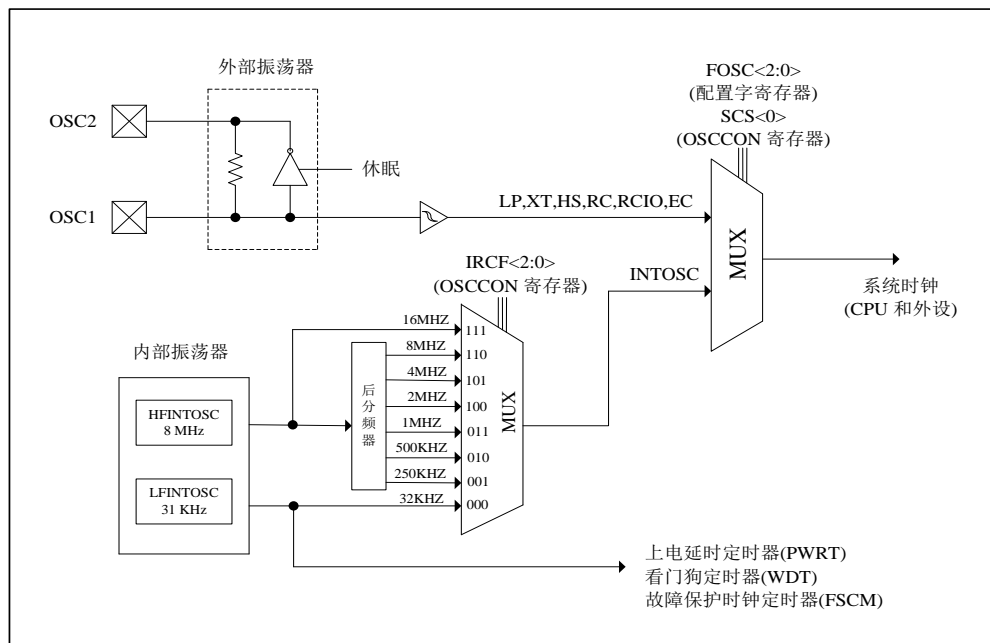 外部振荡器
OSC2
OSC1
休眠
FOSC<2:0>
(配置字寄存器)
SCS<0>
(OSCCON 寄存器)
LP,XT,HS,RC,RCIO,EC
MUX
INTOSC
系统时钟
(CPU 和外设)
IRCF<2:0>
(OSCCON 寄存器)
内部振荡器
HFINTOSC
8 MHz
LFINTOSC
31 KHz
后分频器
16MHZ
8MHZ
4MHZ
2MHZ
1MHZ
500KHZ
250KHZ
32KHZ
111
110
101
100
011
010
001
000
MUX
上电延时定时器(PWRT)
看门狗定时器(WDT)
故障保护时钟定时器(FSCM)